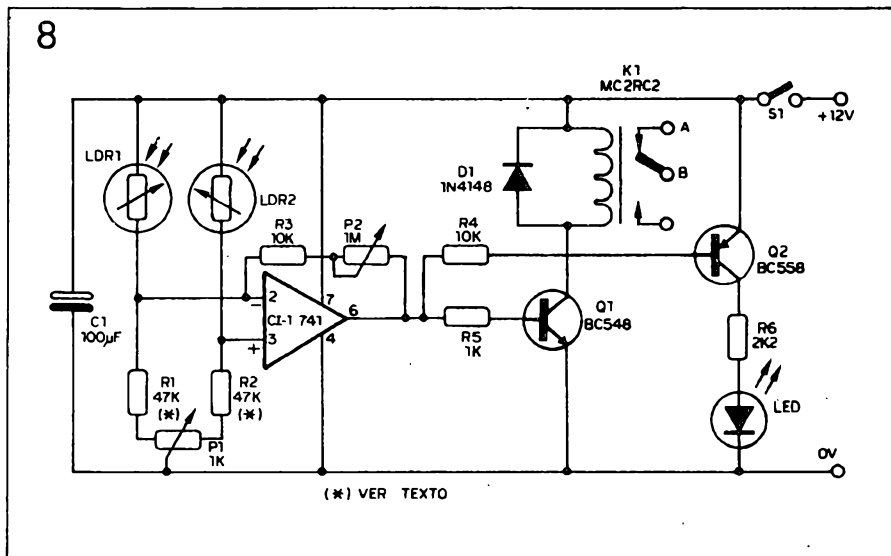 8
K1
MC2RC2
S1
+12V
A
B
D1
1N4148
LDR1
LDR2
R3
10K
P2
1M
R4
10K
Q2
BC558
2
-
3
+
CI-1 741
7
4
6
R5
1K
Q1
BC548
C1
100µF
R1
47K
(*)
R2
47K
(*)
P1
1K
R6
2K2
LED
0V
(*) VER TEXTO